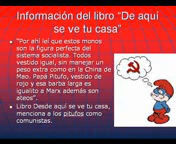 Información del libro "De aquí
se ve tu casa"
"Por ahí leí que estos monos
son la figura perfecta del
sistema socialista. Todos
vestido igual, sin manejar un
peso extra como en la China de
Mao. Papá Pitufo, vestido de
rojo y esa barba larga es
igualito a Marx además son
ateos".
Libro Desde aquí se ve tu casa,
menciona a los pitufos como
comunistas.